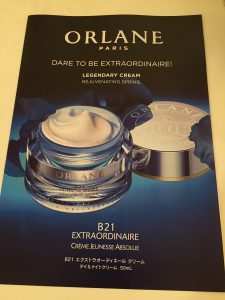 ORLANE
PARIS
DARE TO BE EXTRAORDINAIRE!
LEGENDARY CREAM
REJUVENATING SPRING
ORLANE
B21
EXTRAORDINAIRE
CRÈME JEUNESSE ABSOLUE
B21 エクストラオーディネール クリーム
デイ&ナイトクリーム 50mL